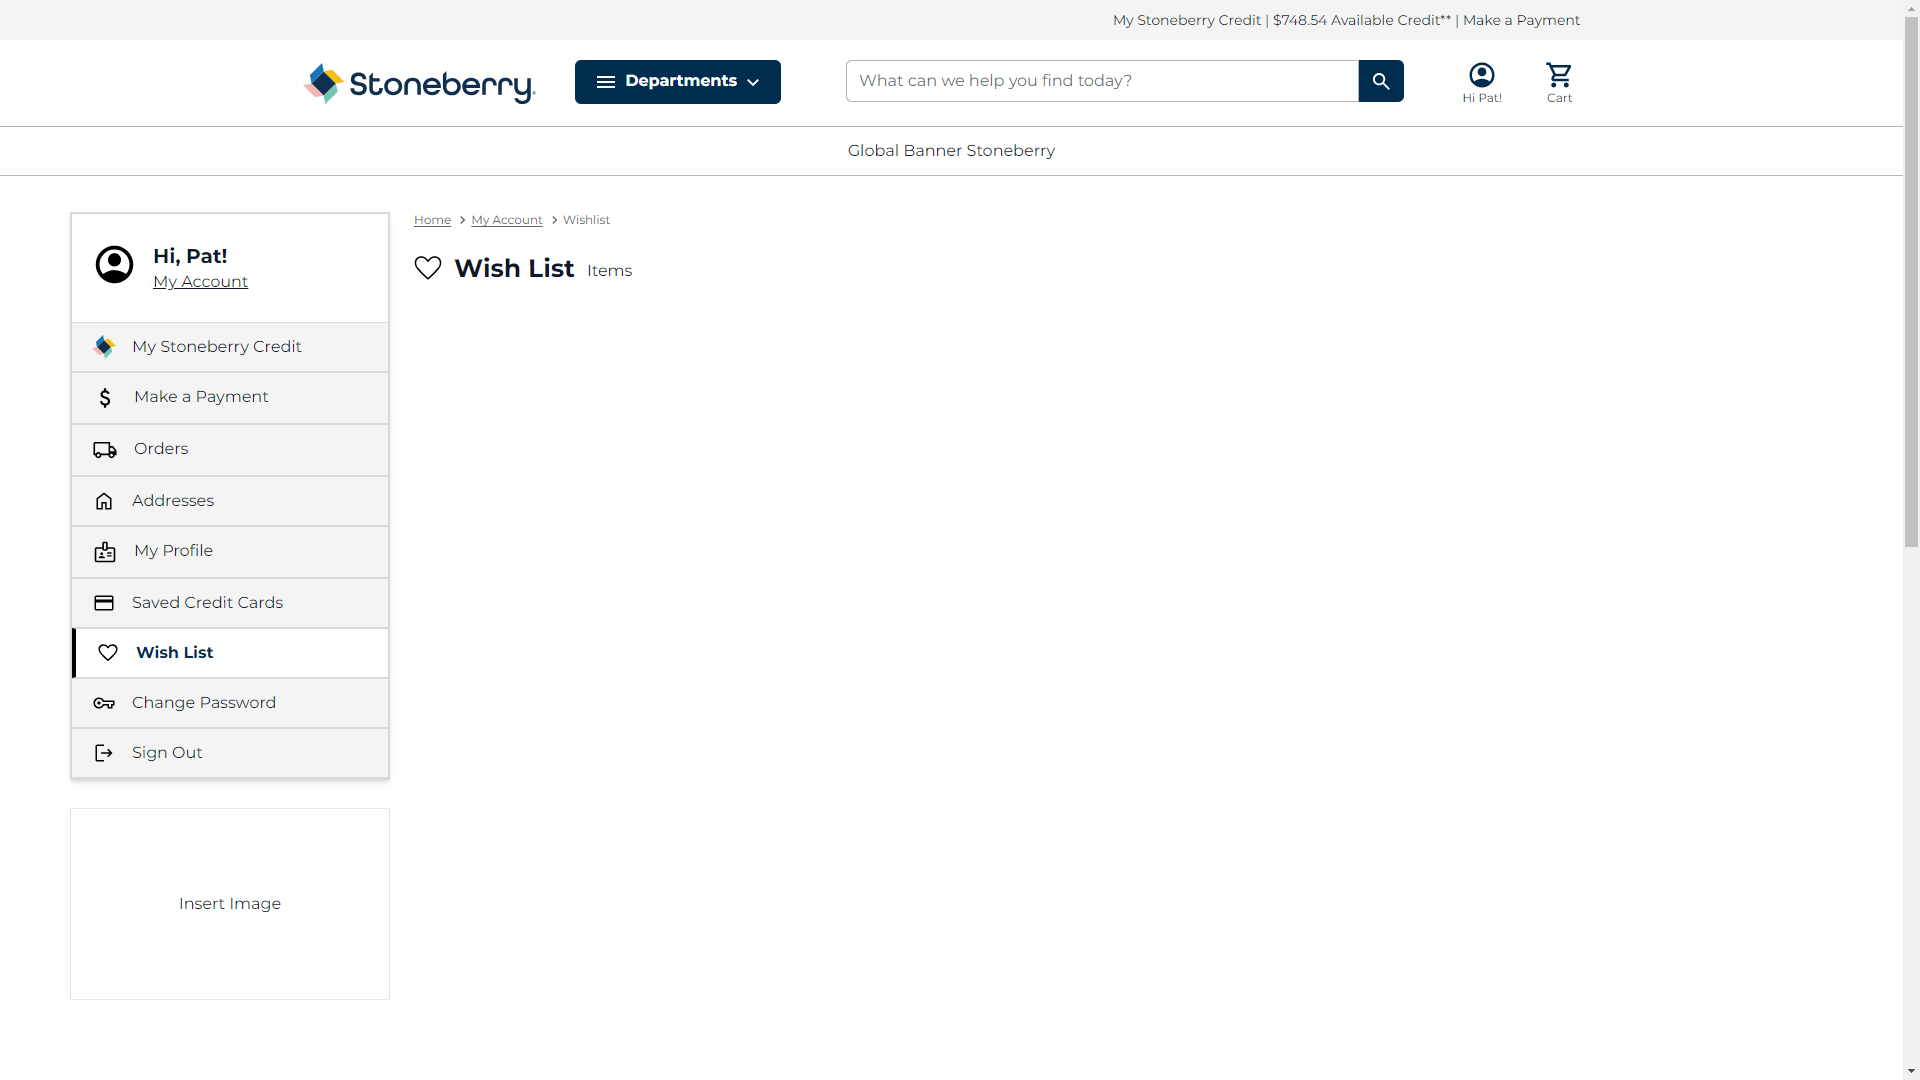 My Stoneberry Credit | $748.54 Available Credit** | Make a Payment
Stoneberry.
Departments
What can we help you find today?
Hi Pat!
Cart
Global Banner Stoneberry
Home > My Account > Wishlist
Hi, Pat!
My Account
Wish List Items
My Stoneberry Credit
Make a Payment
Orders
Addresses
My Profile
Saved Credit Cards
Wish List
Change Password
Sign Out
Insert Image